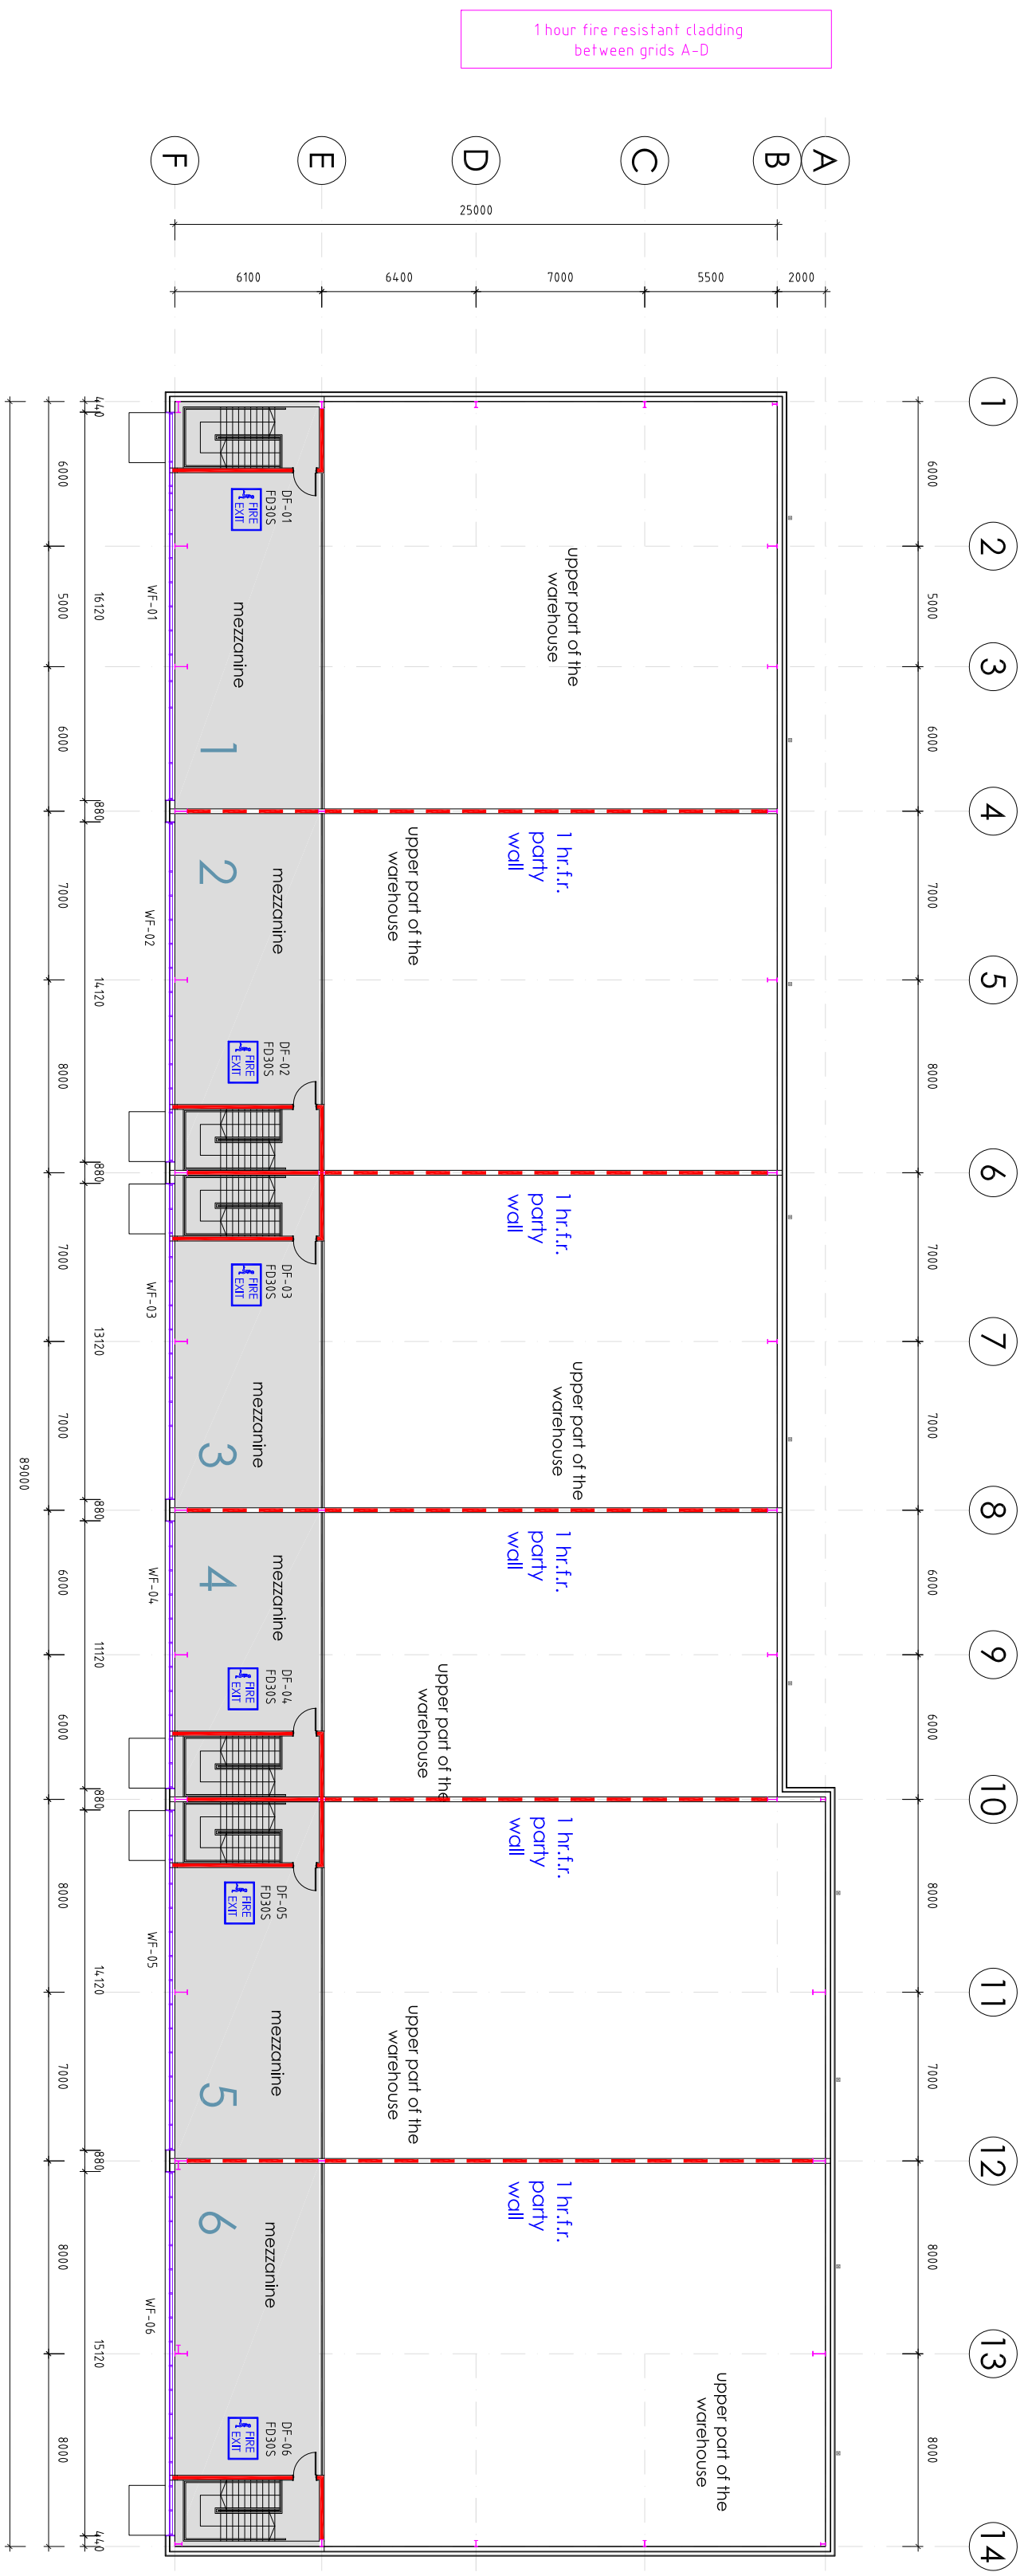 1 hour fire resistant cladding
between grids A-D
F
E
D
C
B
A
25000
6100
6400
7000
5500
2000
1
2
3
4
5
6
7
8
9
10
11
12
13
14
6000
5000
6000
7000
8000
7000
7000
6000
6000
8000
7000
8000
8000
upper part of the
warehouse
1 hr.f.r.
party
wall
upper part of the
warehouse
1 hr.f.r.
party
wall
upper part of the
warehouse
1 hr.f.r.
party
wall
upper part of the
warehouse
1 hr.f.r.
party
wall
upper part of the
warehouse
1 hr.f.r.
party
wall
upper part of the
warehouse
DF-01
FD30S
FIRE
EXIT
mezzanine
1
mezzanine
2
DF-02
FD30S
FIRE
EXIT
DF-03
FD30S
FIRE
EXIT
mezzanine
3
mezzanine
4
DF-04
FD30S
FIRE
EXIT
DF-05
FD30S
FIRE
EXIT
mezzanine
5
mezzanine
6
DF-06
FD30S
FIRE
EXIT
WF-01
WF-02
WF-03
WF-04
WF-05
WF-06
440
16120
880
14120
880
13120
880
11120
880
14120
880
15120
440
6000
5000
6000
7000
8000
7000
7000
6000
6000
8000
7000
8000
8000
89000